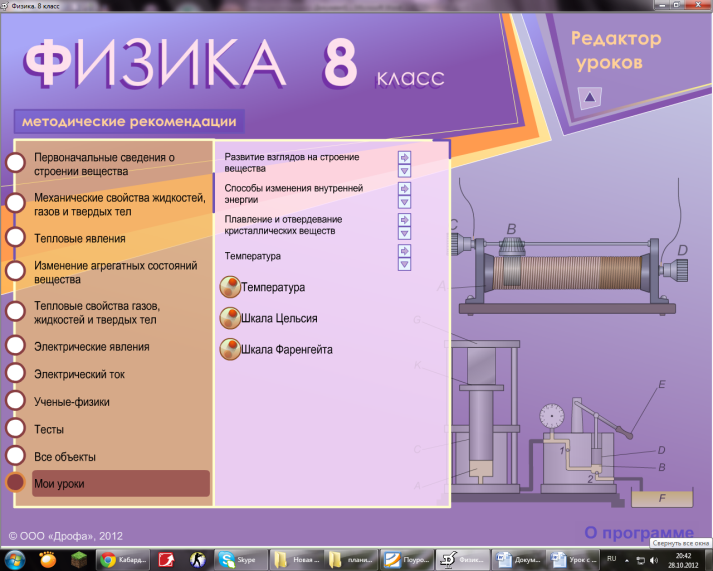 Физика, 8 класс
ФИЗИКА 8 класс
Редактор
уроков
методические рекомендации
Первоначальные сведения о
строении вещества
Механические свойства жидкостей,
газов и твердых тел
Тепловые явления
Изменение агрегатных состояний
вещества
Тепловые свойства газов,
жидкостей и твердых тел
Электрические явления
Электрический ток
Ученые-физики
Тесты
Все объекты
Мои уроки
Развитие взглядов на строение
вещества
Способы изменения внутренней
энергии
Плавление и отвердевание
кристаллических веществ
Температура
Температура
Шкала Цельсия
Шкала Фаренгейта
C
B
D
A
G
K
C
A
E
D
B
1
2
F
© ООО «Дрофа», 2012
О программе
Свернуть все окна
Кабард...
Skype
Новая ...
плани...
Поуро...
Физик...
Докум...
Урок с ...
RU
20:42
28.10.2012